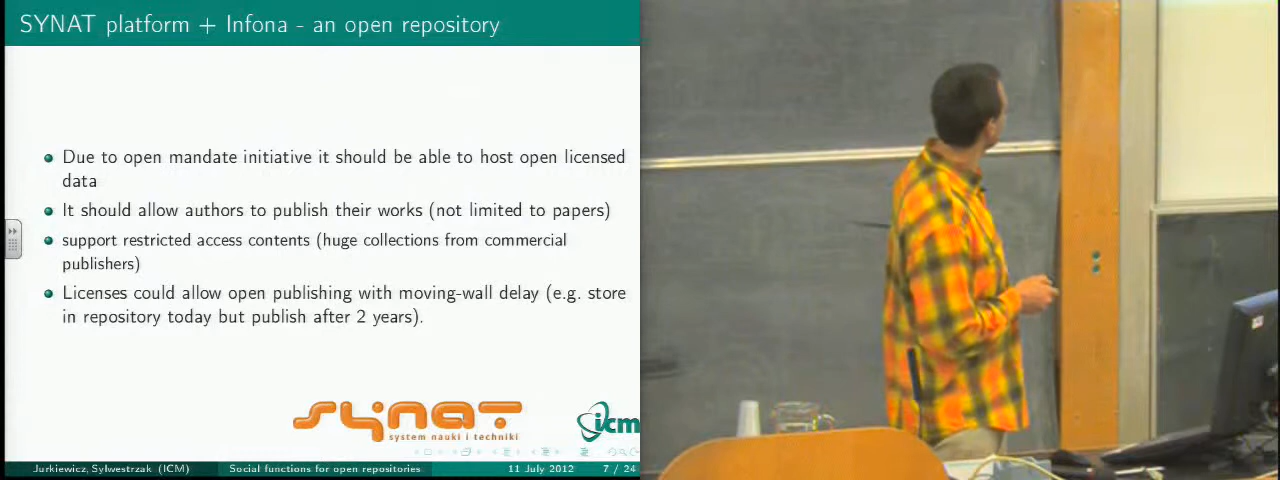 SYNAT platform + Infona - an open repository
Due to open mandate initiative it should be able to host open licensed
data
It should allow authors to publish their works (not limited to papers)
support restricted access contents (huge collections from commercial
publishers)
Licenses could allow open publishing with moving-wall delay (e.g. store
in repository today but publish after 2 years).
synat
system nauki i techniki
icm
Jurkiewicz, Sylwestrzak (ICM) Social functions for open repositories 11 July 2012 7 / 24